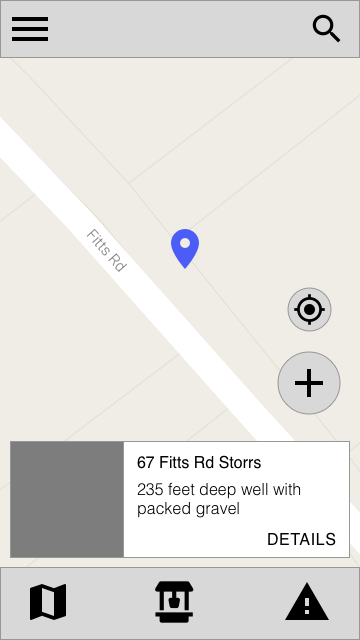 Fitts Rd
67 Fitts Rd Storrs
235 feet deep well with
packed gravel
DETAILS